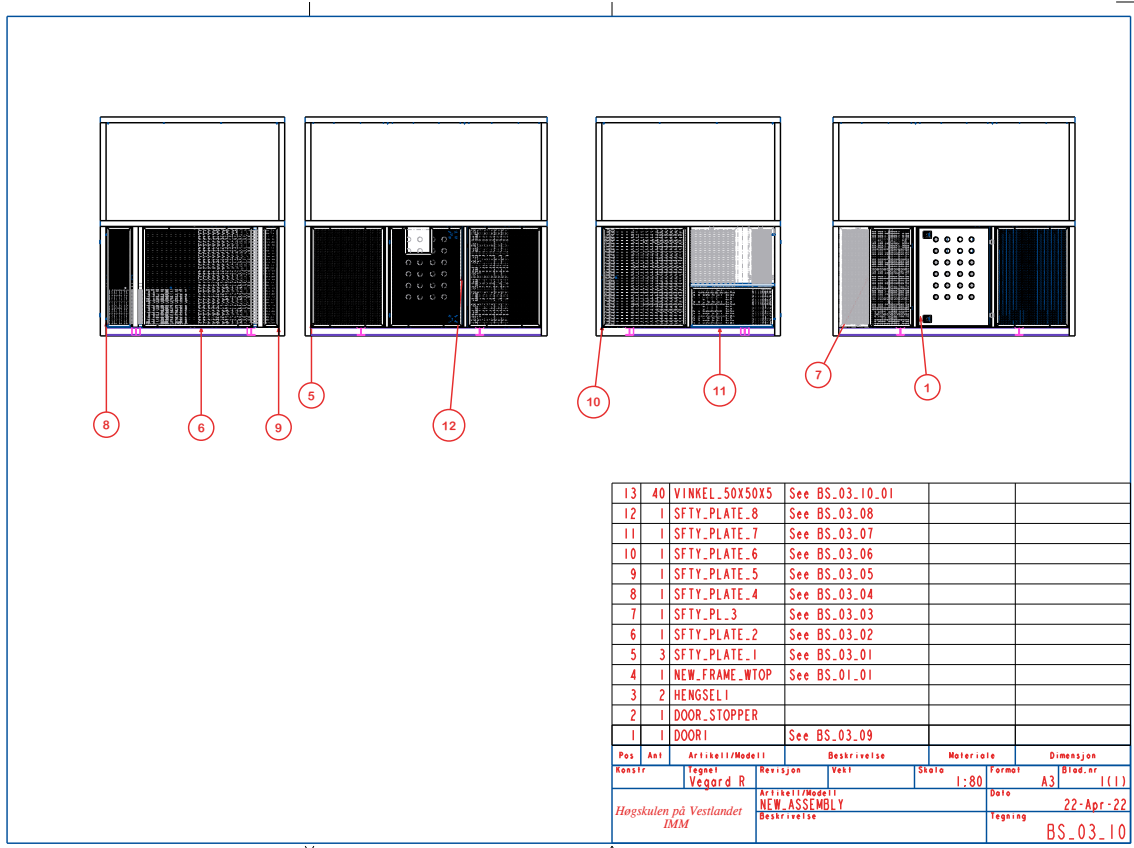 7
1
5
10
11
8
6
9
12
13 40 VINKEL_50X50X5 See BS_03_10_01
12 1 SFTY_PLATE_8 See BS_03_08
11 1 SFTY_PLATE_7 See BS_03_07
10 1 SFTY_PLATE_6 See BS_03_06
9 1 SFTY_PLATE_5 See BS_03_05
8 1 SFTY_PLATE_4 See BS_03_04
7 1 SFTY_PL_3 See BS_03_03
6 1 SFTY_PLATE_2 See BS_03_02
5 3 SFTY_PLATE_1 See BS_03_01
4 1 NEW_FRAME_WTOP See BS_01_01
3 2 HENGSEL1
2 1 DOOR_STOPPER
1 1 DOOR1 See BS_03_09
Pos Ant Artikell/Modell Beskrivelse Materiale Dimensjon
Konstr Tegnet Revisjon Vekt Skala Format Blad.nr
Vegard R 1:80 A3 1(1)
Artikell/Modell Dato
NEW_ASSEMBLY 22-Apr-22
Høgskulen på Vestlandet
IMM
Beskrivelse Tegning
BS_03_10